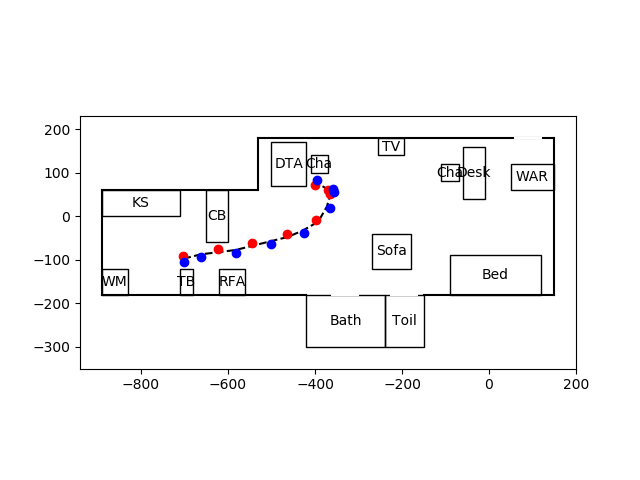 200
100
0
−100
−200
−300
−800
−600
−400
−200
0
200
KS
CB
DTA
Cha
TV
Cha
Desk
WAR
WM
TB
RFA
Sofa
Bed
Bath
Toil